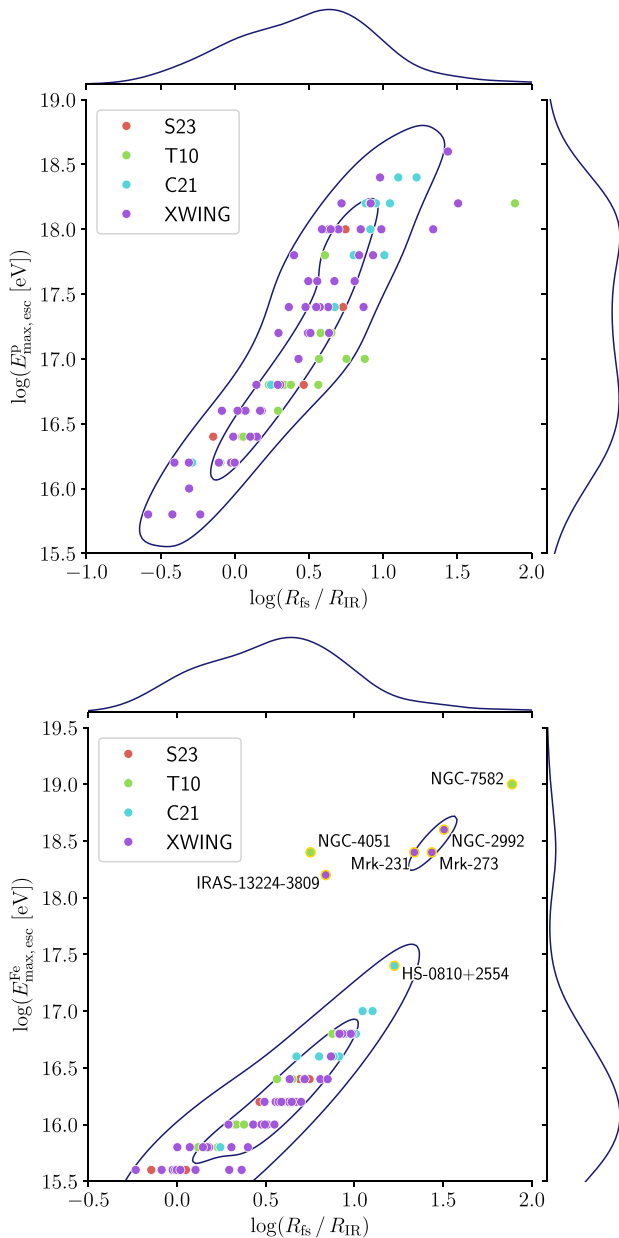 19.0
18.5
18.0
17.5
17.0
16.5
16.0
15.5
log(E^p_max, esc [eV])
S23
T10
C21
XWING
−1.0 −0.5 0.0 0.5 1.0 1.5 2.0
log(R_fs / R_IR)
19.5
19.0
18.5
18.0
17.5
17.0
16.5
16.0
15.5
log(E^Fe_max, esc [eV])
S23
T10
C21
XWING
NGC-7582
NGC-4051
NGC-2992
Mrk-231
Mrk-273
IRAS-13224-3809
HS-0810+2554
−0.5 0.0 0.5 1.0 1.5 2.0
log(R_fs / R_IR)